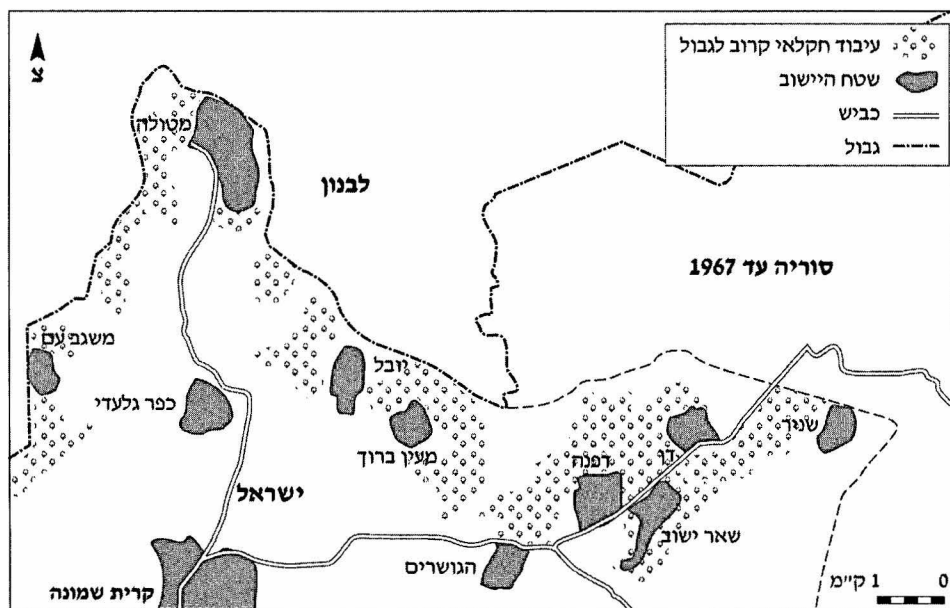 עיבוד חקלאי קרוב לגבול
שטח היישוב
כביש
גבול
צ
מטולה
לבנון
סוריה עד 1967
משגב עם
יובל
כפר גלעדי
מעין ברוך
שניר
דן
דפנה
ישראל
שאר ישוב
הגושרים
קרית שמונה
0 1 ק"מ